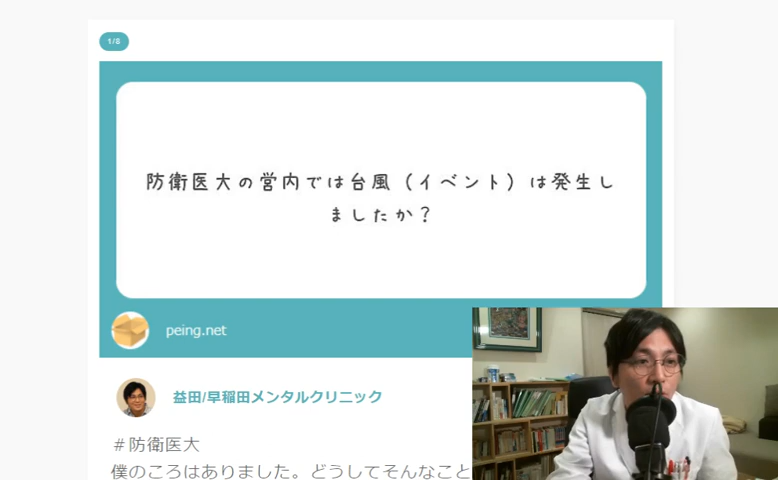 1/8
防衛医大の営内では台風（イベント）は発生し
ましたか？
peing.net
益田/早稲田メンタルクリニック
＃防衛医大
僕のころはありました。どうしてそんなこと